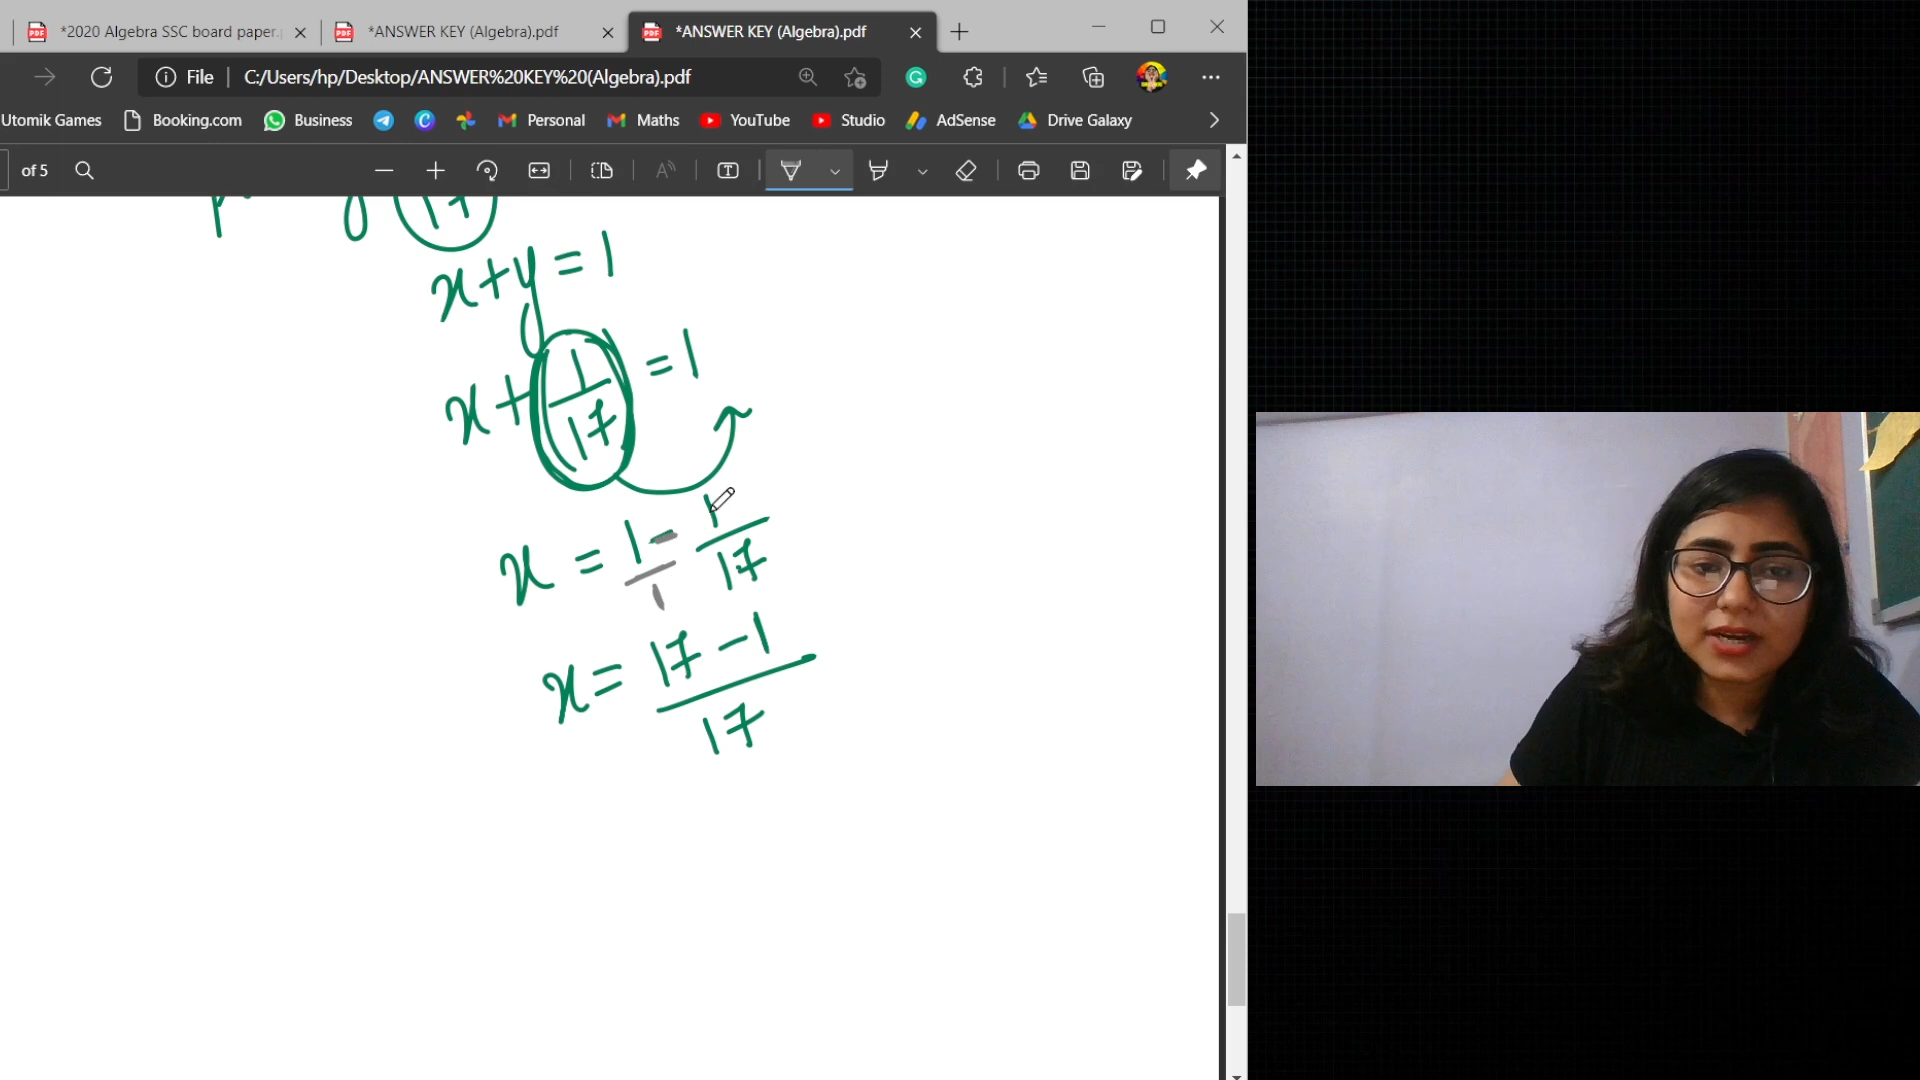 *2020 Algebra SSC board paper.p
*ANSWER KEY (Algebra).pdf
*ANSWER KEY (Algebra).pdf
File | C:/Users/hp/Desktop/ANSWER%20KEY%20(Algebra).pdf
Utomik Games Booking.com Business Personal Maths YouTube Studio AdSense Drive Galaxy
of 5
17
x+y=1
x+1/17=1
x=1/1-1/17
x=17-1/17